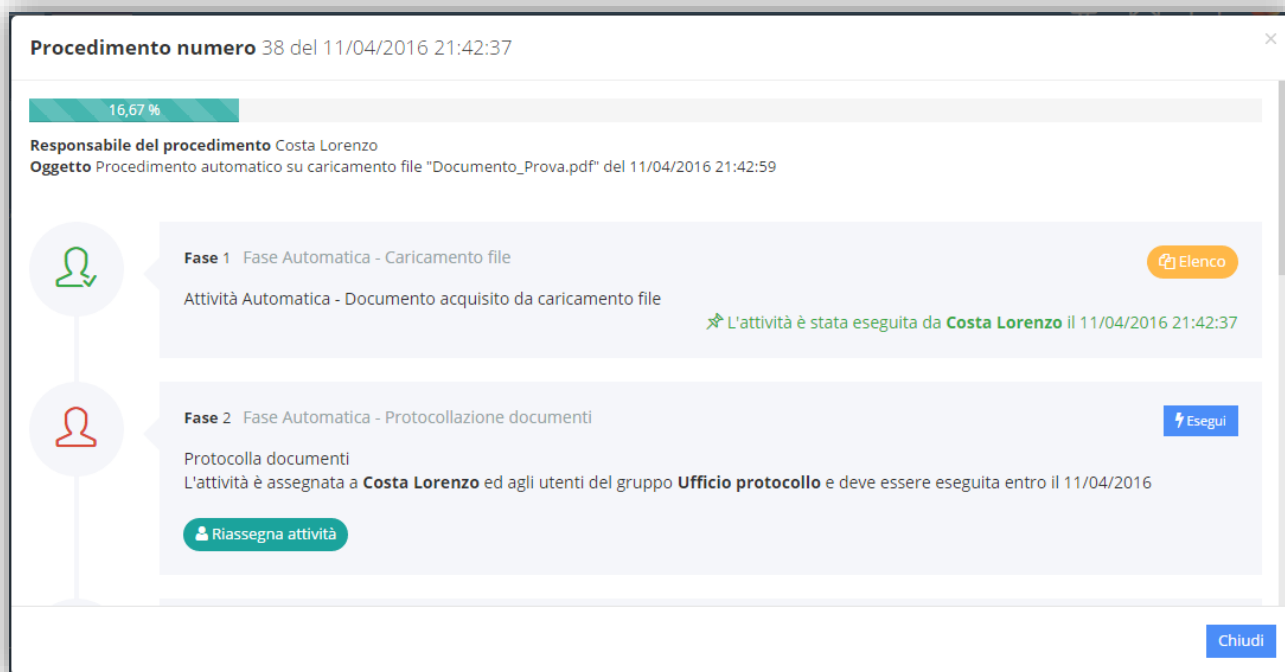 Procedimento numero 38 del 11/04/2016 21:42:37
×
16,67 %
Responsabile del procedimento Costa Lorenzo
Oggetto Procedimento automatico su caricamento file "Documento_Prova.pdf" del 11/04/2016 21:42:59
Fase 1 Fase Automatica - Caricamento file
Elenco
Attività Automatica - Documento acquisito da caricamento file
L'attività è stata eseguita da Costa Lorenzo il 11/04/2016 21:42:37
Fase 2 Fase Automatica - Protocollazione documenti
Esegui
Protocolla documenti
L'attività è assegnata a Costa Lorenzo ed agli utenti del gruppo Ufficio protocollo e deve essere eseguita entro il 11/04/2016
Riassegna attività
Chiudi